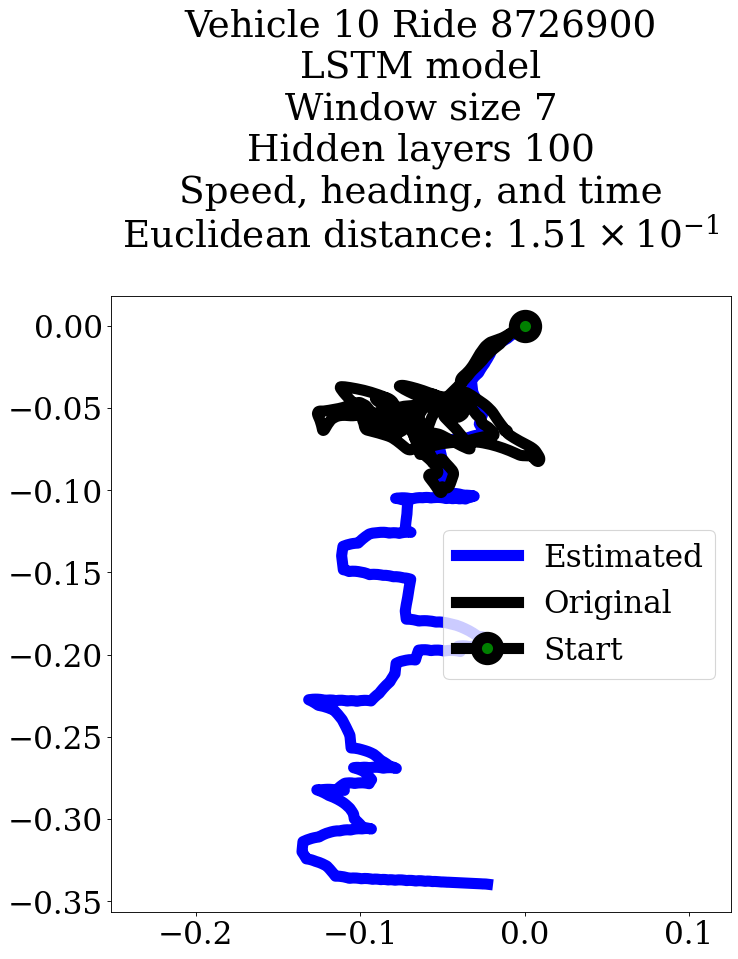 Vehicle 10 Ride 8726900
LSTM model
Window size 7
Hidden layers 100
Speed, heading, and time
Euclidean distance: $1.51 \times 10^{-1}$
0.00
−0.05
−0.10
−0.15
−0.20
−0.25
−0.30
−0.35
Estimated
Original
Start
−0.2 −0.1 0.0 0.1